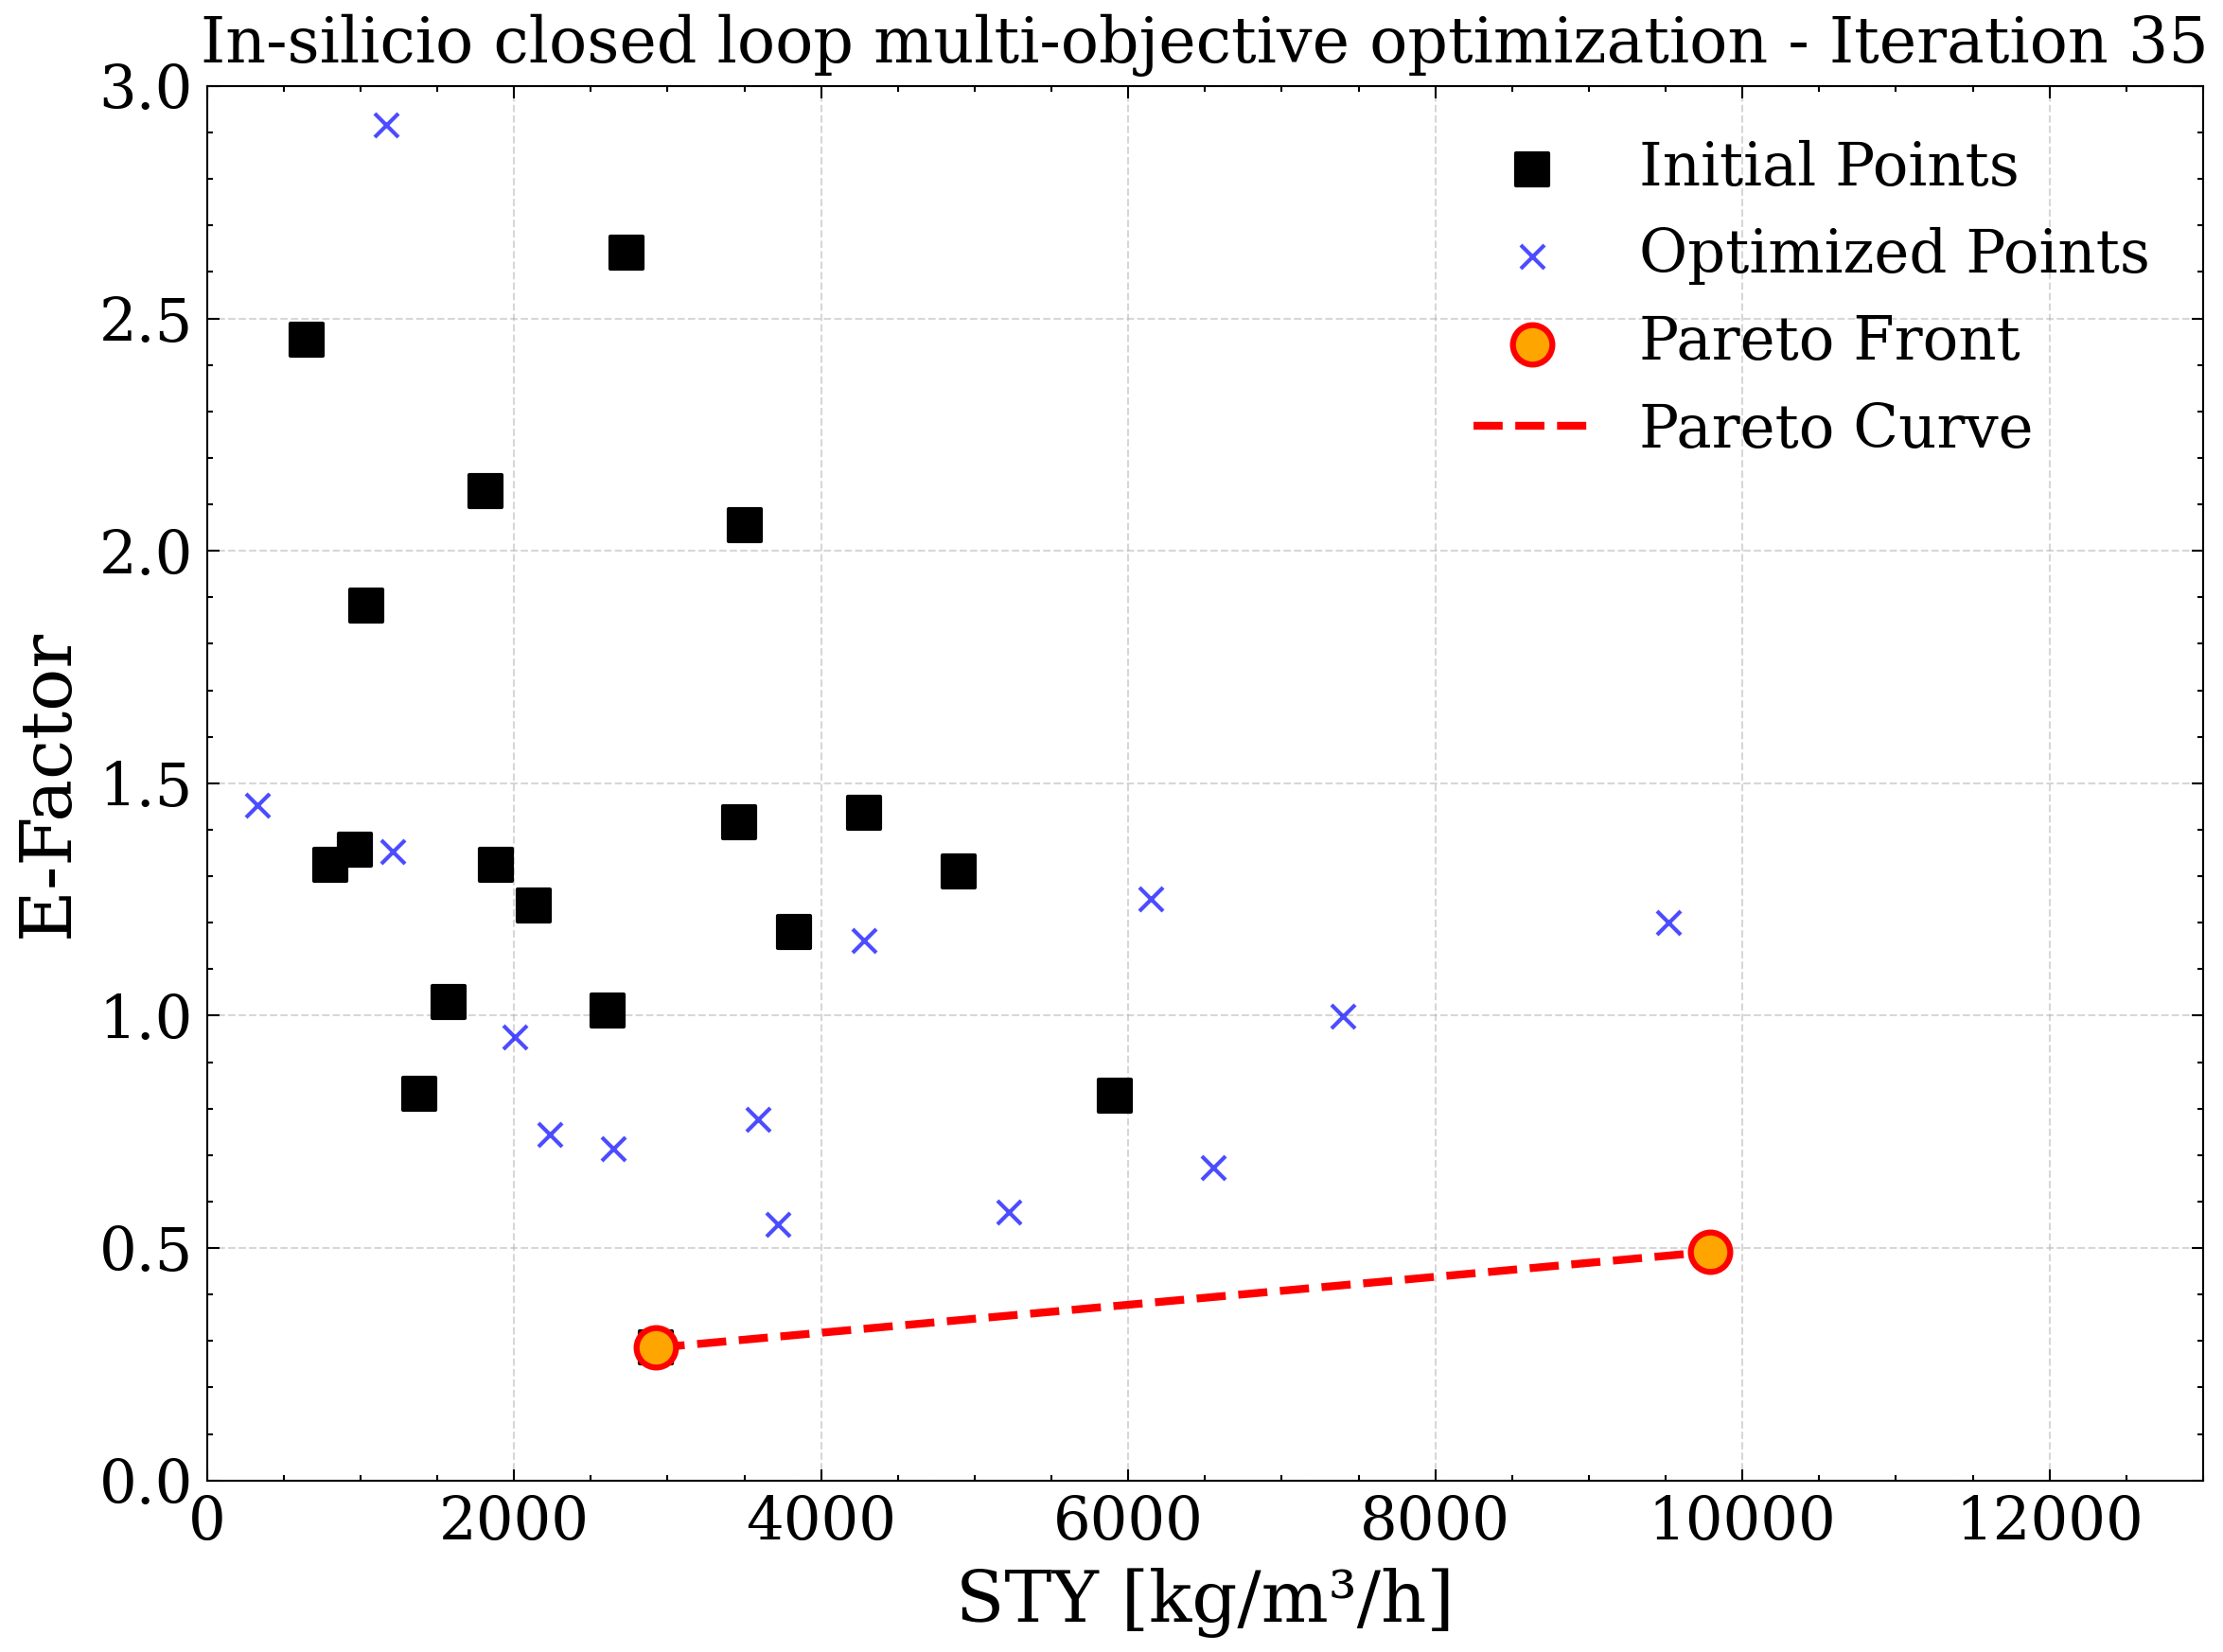 In-silicio closed loop multi-objective optimization - Iteration 35
3.0
2.5
2.0
1.5
1.0
0.5
0.0
E-Factor
Initial Points
Optimized Points
Pareto Front
Pareto Curve
0 2000 4000 6000 8000 10000 12000
STY [kg/m³/h]